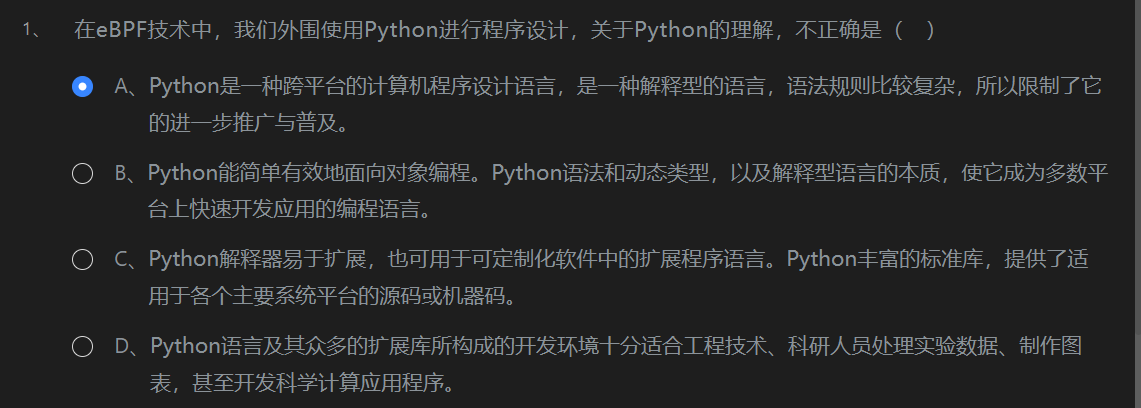 1、 在eBPF技术中，我们外围使用Python进行程序设计，关于Python的理解，不正确是（ ）
A、Python是一种跨平台的计算机程序设计语言，是一种解释型的语言，语法规则比较复杂，所以限制了它
的进一步推广与普及。
B、Python能简单有效地面向对象编程。Python语法和动态类型，以及解释型语言的本质，使它成为多数平
台上快速开发应用的编程语言。
C、Python解释器易于扩展，也可用于可定制化软件中的扩展程序语言。Python丰富的标准库，提供了适
用于各个主要系统平台的源码或机器码。
D、Python语言及其众多的扩展库所构成的开发环境十分适合工程技术、科研人员处理实验数据、制作图
表，甚至开发科学计算应用程序。